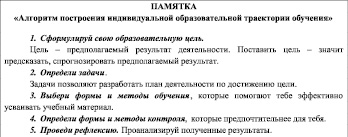 ПАМЯТКА
«Алгоритм построения индивидуальной образовательной траектории обучения»
1. Сформулируй свою образовательную цель.
Цель – предполагаемый результат деятельности. Поставить цель – значит
предсказать, спрогнозировать предполагаемый результат.
2. Определи задачи.
Задачи позволяют разработать план деятельности по достижению цели.
3. Выбери формы и методы обучения, которые помогают тебе эффективно
усваивать учебный материал.
4. Определи формы и методы контроля, которые предпочтительнее для тебя.
5. Проведи рефлексию. Проанализируй полученные результаты.